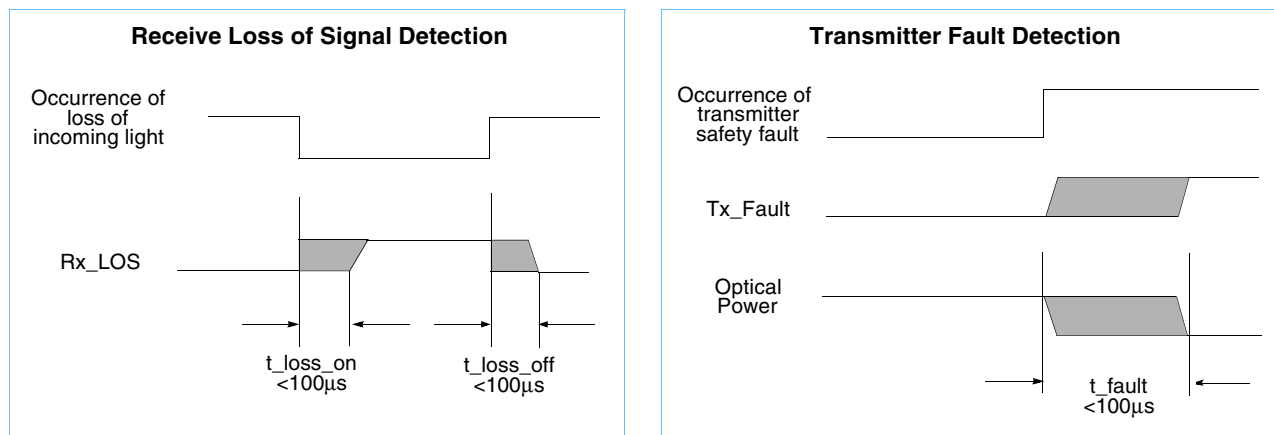 Receive Loss of Signal Detection
Occurrence of
loss of
incoming light
Rx_LOS
t_loss_on
<100μs
t_loss_off
<100μs
Transmitter Fault Detection
Occurrence of
transmitter
safety fault
Tx_Fault
Optical
Power
t_fault
<100μs